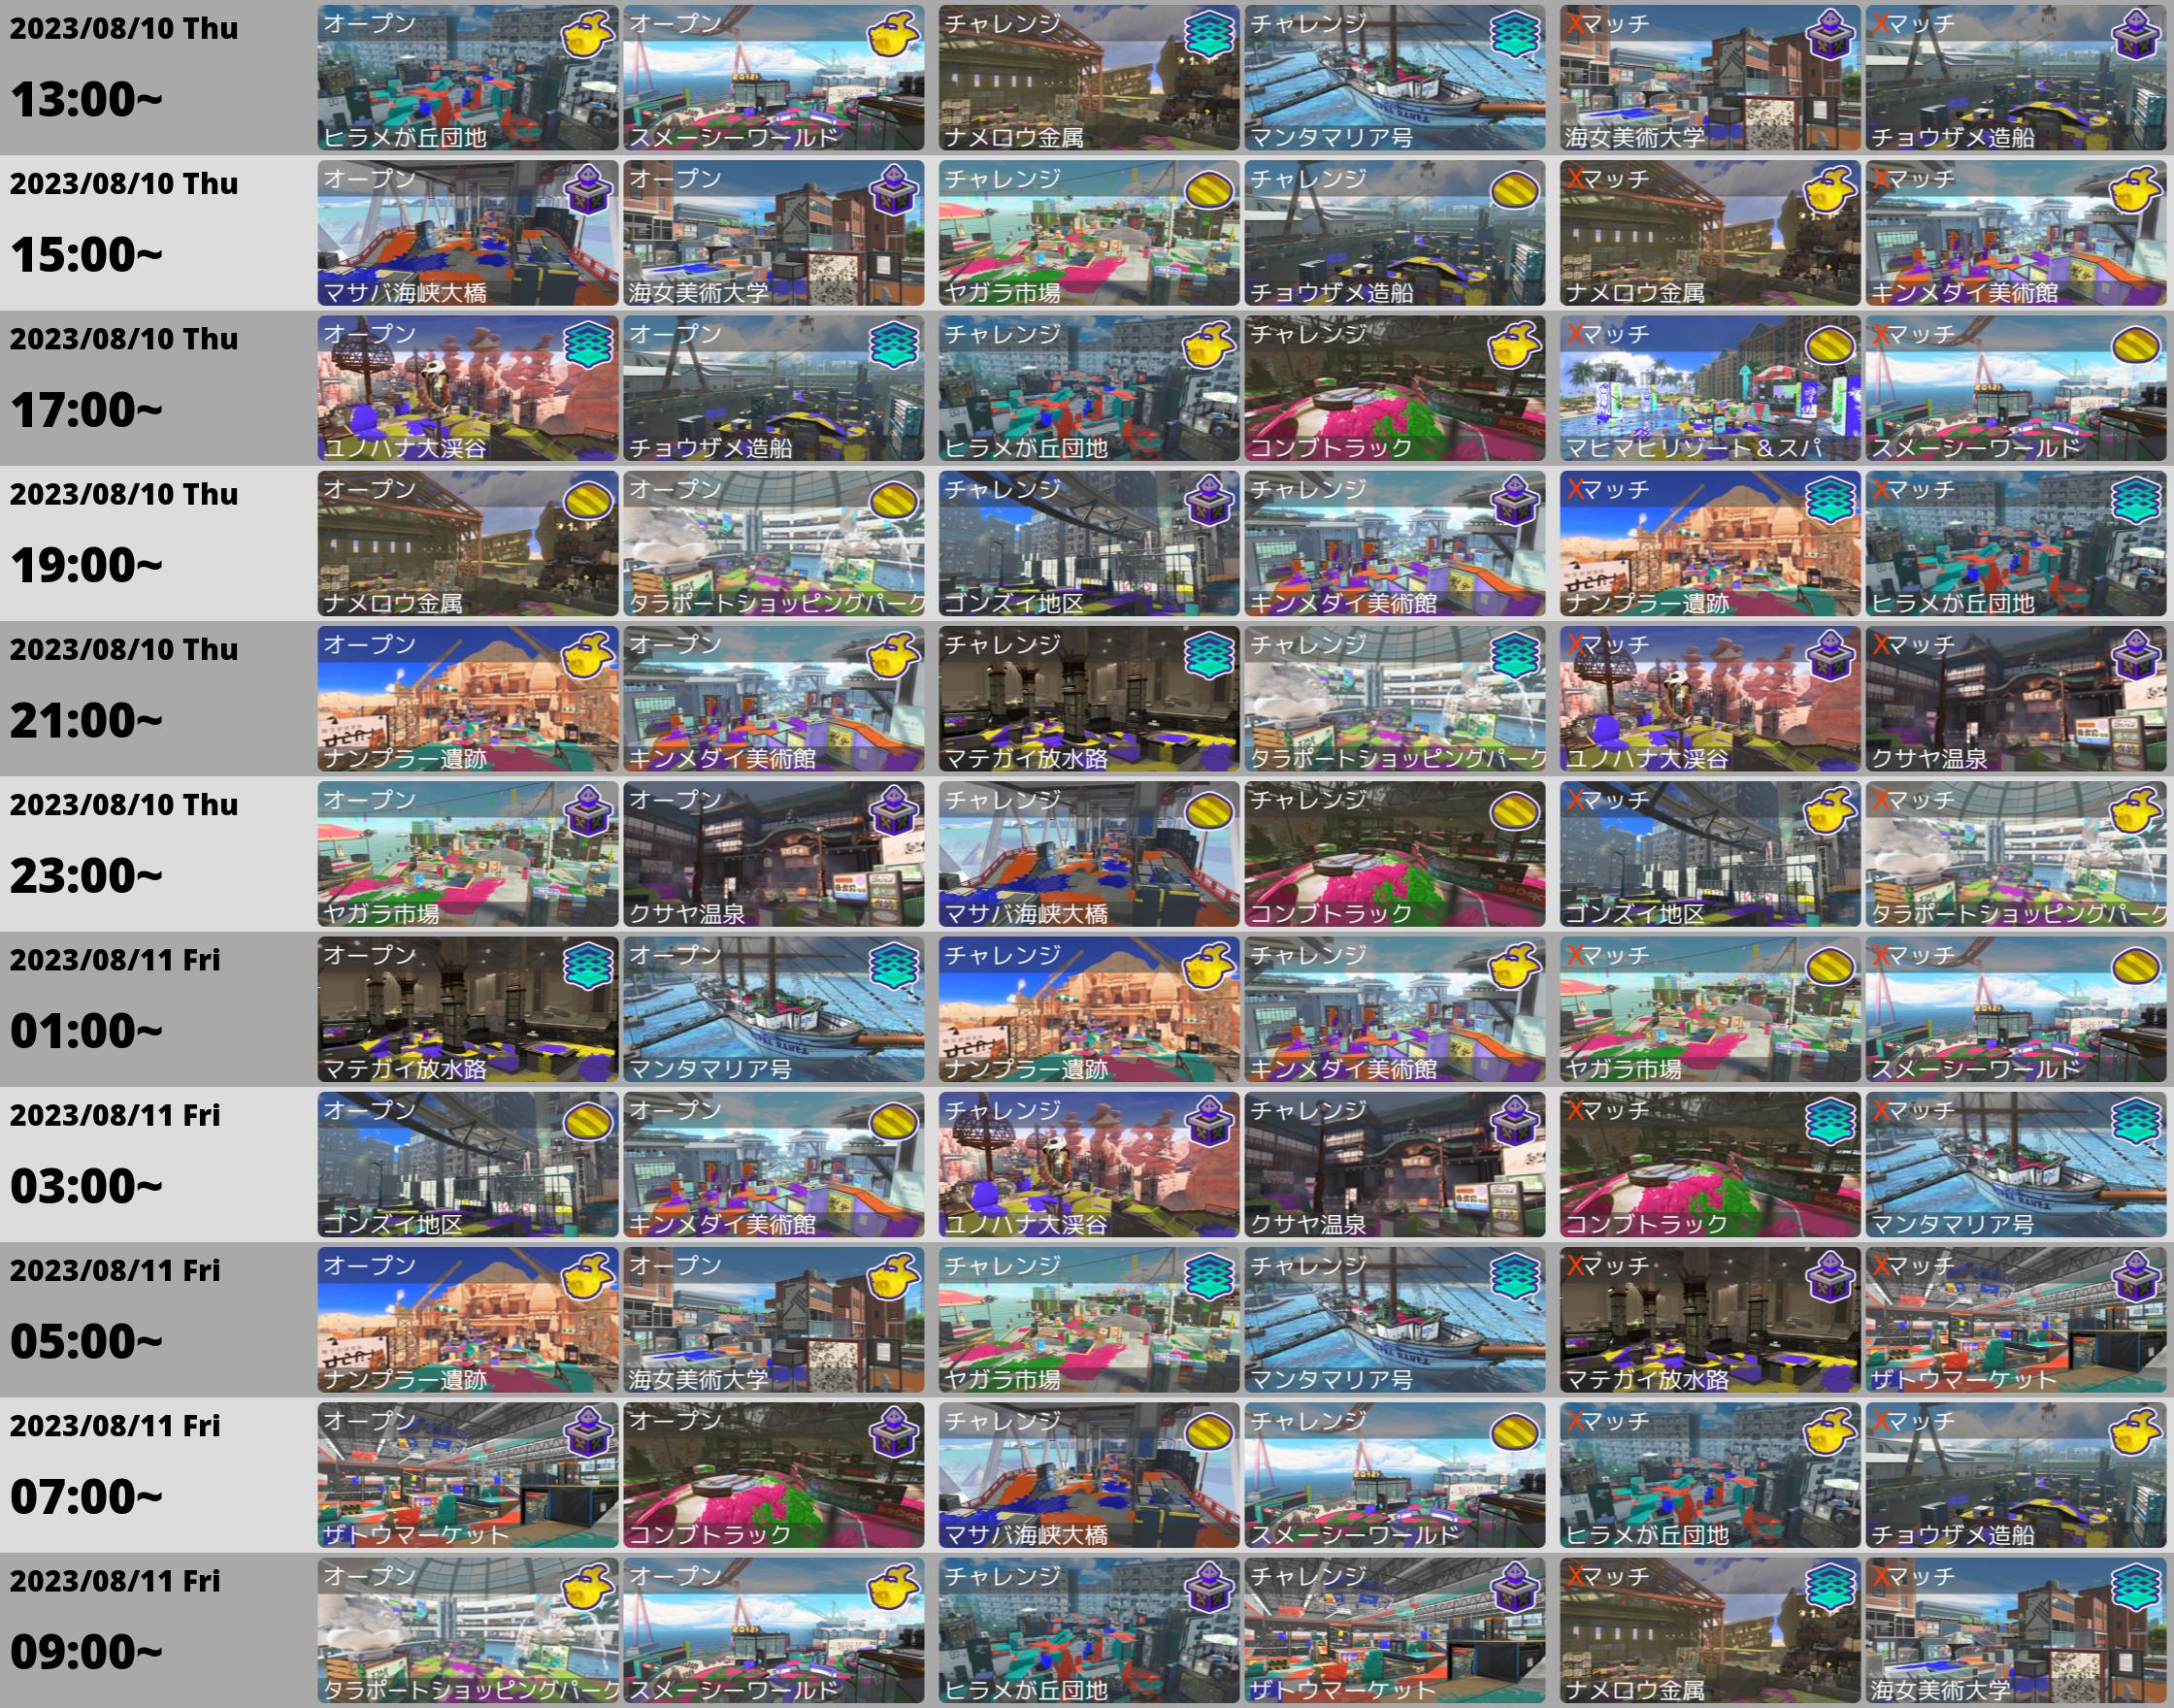 2023/08/10 Thu
13:00~
オープン オープン チャレンジ チャレンジ Xマッチ Xマッチ
ヒラメが丘団地 スメーシーワールド ナメロウ金属 マンタマリア号 海女美術大学 チョウザメ造船
2023/08/10 Thu
15:00~
オープン オープン チャレンジ チャレンジ Xマッチ Xマッチ
マサバ海峡大橋 海女美術大学 ヤガラ市場 チョウザメ造船 ナメロウ金属 キンメダイ美術館
2023/08/10 Thu
17:00~
オープン オープン チャレンジ チャレンジ Xマッチ Xマッチ
ユノハナ大渓谷 チョウザメ造船 ヒラメが丘団地 コンブトラック マヒマヒリゾート&スパ スメーシーワールド
2023/08/10 Thu
19:00~
オープン オープン チャレンジ チャレンジ Xマッチ Xマッチ
ナメロウ金属 タラポートショッピングパーク ゴンズイ地区 キンメダイ美術館 ナンプラー遺跡 ヒラメが丘団地
2023/08/10 Thu
21:00~
オープン オープン チャレンジ チャレンジ Xマッチ Xマッチ
ナンプラー遺跡 キンメダイ美術館 マテガイ放水路 タラポートショッピングパーク ユノハナ大渓谷 クサヤ温泉
2023/08/10 Thu
23:00~
オープン オープン チャレンジ チャレンジ Xマッチ Xマッチ
ヤガラ市場 クサヤ温泉 マサバ海峡大橋 コンブトラック ゴンズイ地区 タラポートショッピングパーク
2023/08/11 Fri
01:00~
オープン オープン チャレンジ チャレンジ Xマッチ Xマッチ
マテガイ放水路 マンタマリア号 ナンプラー遺跡 キンメダイ美術館 ヤガラ市場 スメーシーワールド
2023/08/11 Fri
03:00~
オープン オープン チャレンジ チャレンジ Xマッチ Xマッチ
ゴンズイ地区 キンメダイ美術館 ユノハナ大渓谷 クサヤ温泉 コンブトラック マンタマリア号
2023/08/11 Fri
05:00~
オープン オープン チャレンジ チャレンジ Xマッチ Xマッチ
ナンプラー遺跡 海女美術大学 ヤガラ市場 マンタマリア号 マテガイ放水路 ザトウマーケット
2023/08/11 Fri
07:00~
オープン オープン チャレンジ チャレンジ Xマッチ Xマッチ
ザトウマーケット コンブトラック マサバ海峡大橋 スメーシーワールド ヒラメが丘団地 チョウザメ造船
2023/08/11 Fri
09:00~
オープン オープン チャレンジ チャレンジ Xマッチ Xマッチ
タラポートショッピングパーク スメーシーワールド ヒラメが丘団地 ザトウマーケット ナメロウ金属 海女美術大学